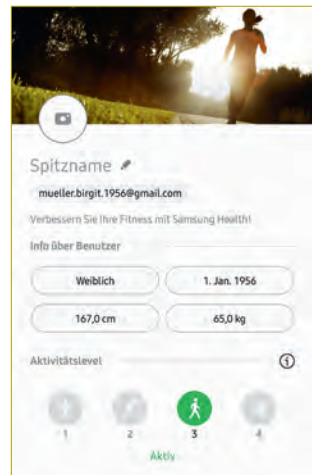 Spitzname
mueller.birgit.1956@gmail.com
Verbessern Sie Ihre Fitness mit Samsung Health!
Info über Benutzer
Weiblich 1. Jan. 1956
167,0 cm 65,0 kg
Aktivitätslevel
1 2 3 4
Aktiv